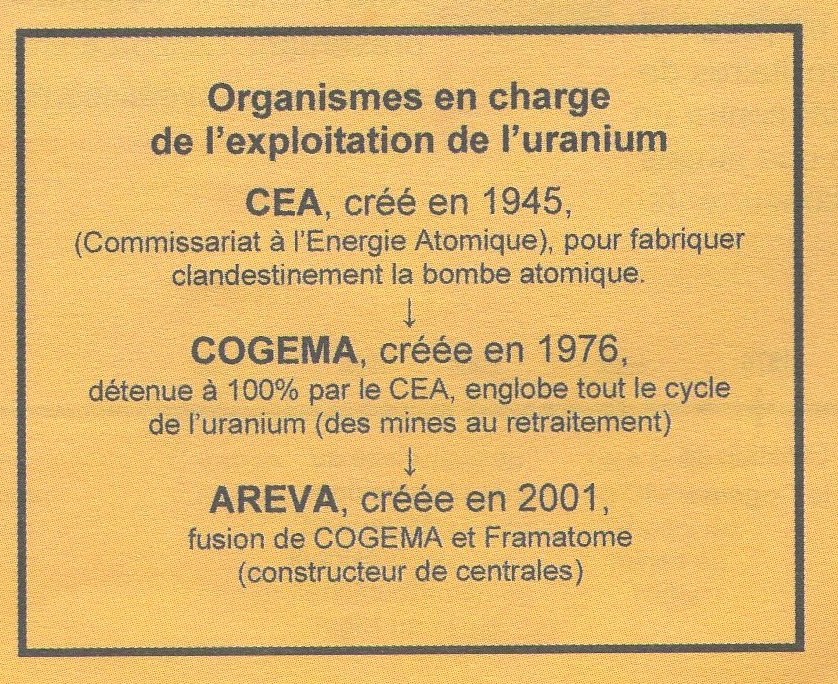 Organismes en charge
de l'exploitation de l'uranium
CEA, créé en 1945,
(Commissariat à l'Energie Atomique), pour fabriquer
clandestinement la bombe atomique.
↓
COGEMA, créée en 1976,
détenue à 100% par le CEA, englobe tout le cycle
de l'uranium (des mines au retraitement)
↓
AREVA, créée en 2001,
fusion de COGEMA et Framatome
(constructeur de centrales)